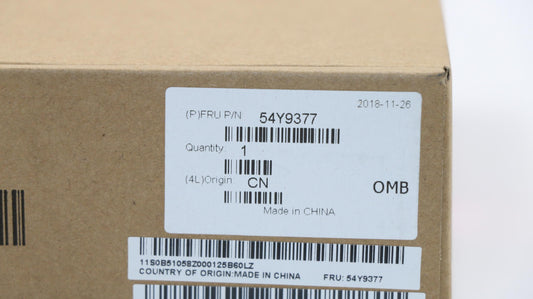 2018-11-26
(P)FRU P/N 54Y9377
Quantity: 1
(4L)Origin: CN
OMB
Made in CHINA
11S0B51058Z000125B60LZ
COUNTRY OF ORIGIN:MADE IN CHINA FRU: 54Y9377